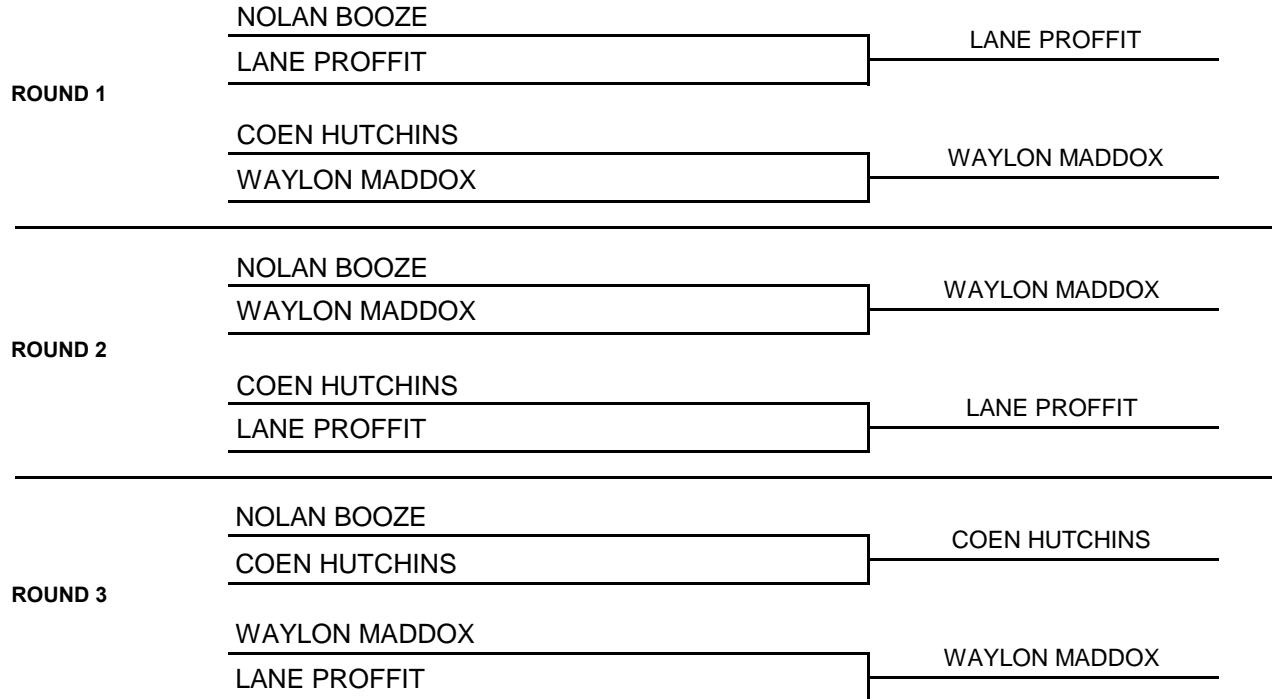 NOLAN BOOZE
LANE PROFFIT
LANE PROFFIT
ROUND 1
COEN HUTCHINS
WAYLON MADDOX
WAYLON MADDOX
NOLAN BOOZE
WAYLON MADDOX
WAYLON MADDOX
ROUND 2
COEN HUTCHINS
LANE PROFFIT
LANE PROFFIT
NOLAN BOOZE
COEN HUTCHINS
COEN HUTCHINS
ROUND 3
WAYLON MADDOX
WAYLON MADDOX
LANE PROFFIT